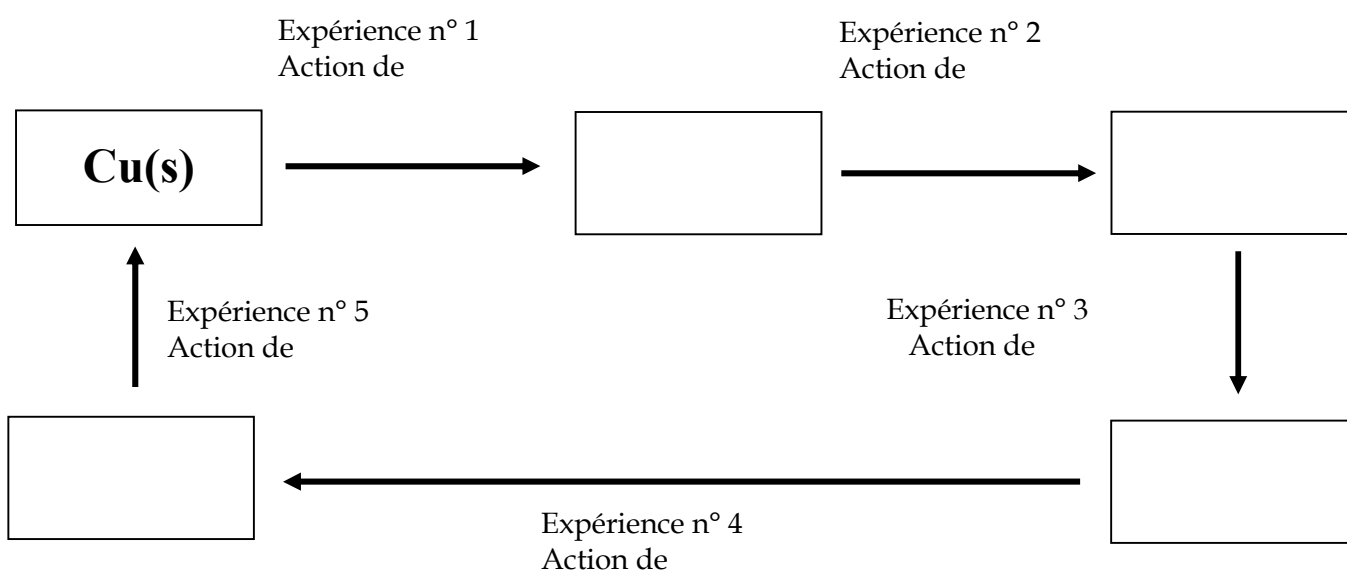 Expérience n° 1
Action de
Expérience n° 2
Action de
Cu(s)
Expérience n° 5
Action de
Expérience n° 3
Action de
Expérience n° 4
Action de